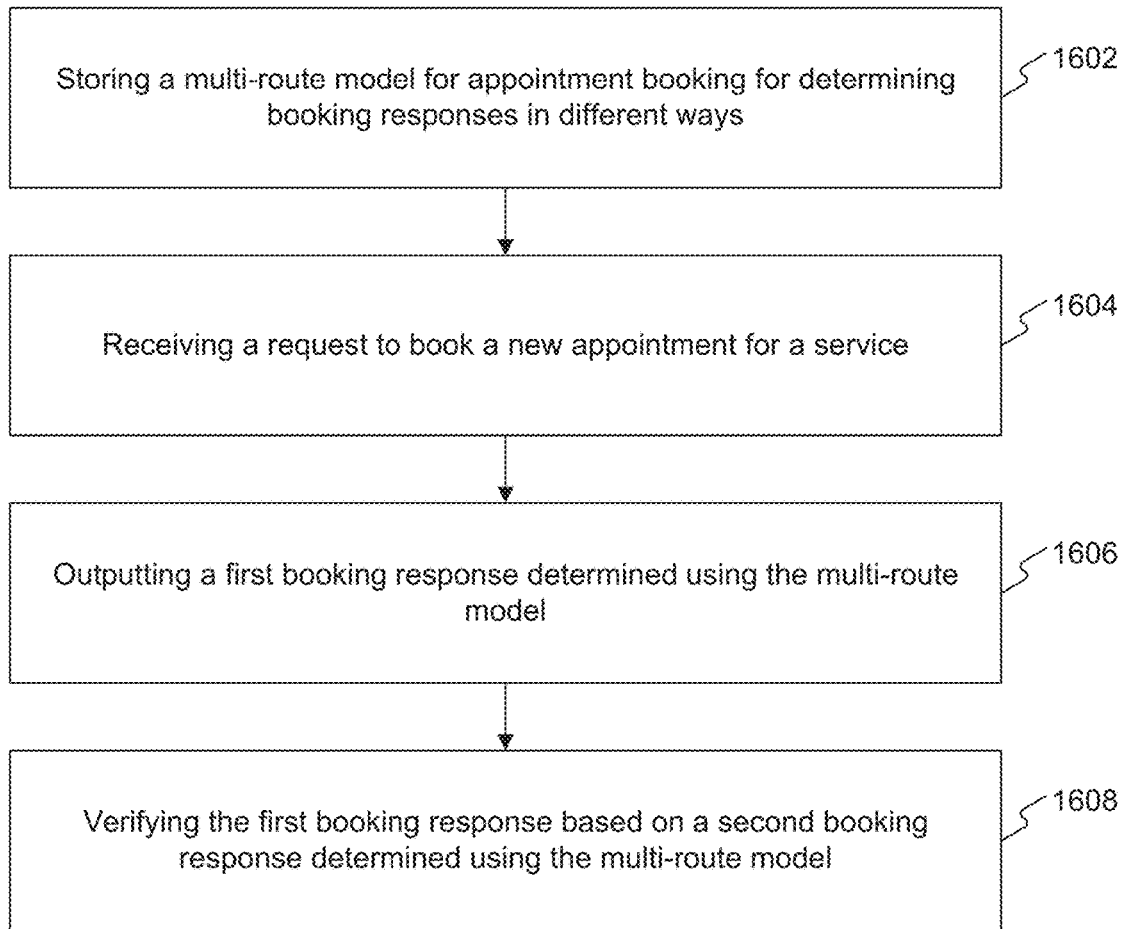 Storing a multi-route model for appointment booking for determining
booking responses in different ways
1602
Receiving a request to book a new appointment for a service
1604
Outputting a first booking response determined using the multi-route
model
1606
Verifying the first booking response based on a second booking
response determined using the multi-route model
1608